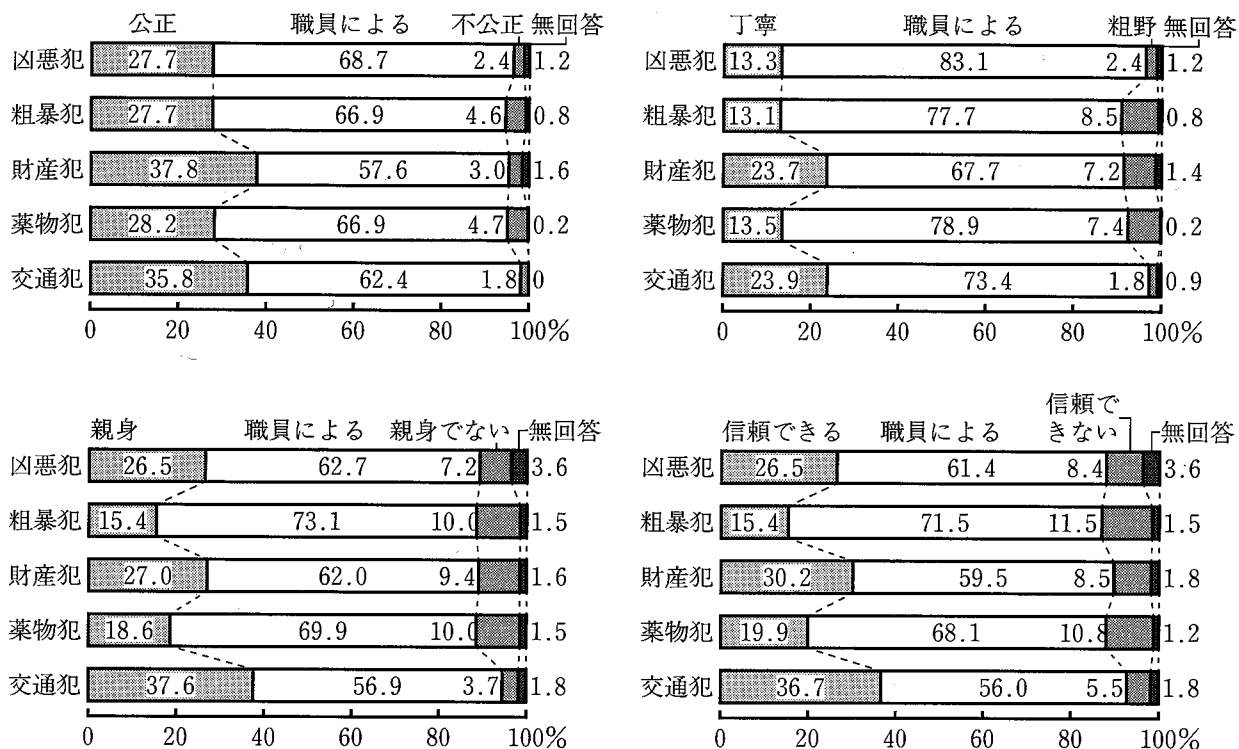 公正 職員による 不公正 無回答
凶悪犯 27.7 68.7 2.4 1.2
粗暴犯 27.7 66.9 4.6 0.8
財産犯 37.8 57.6 3.0 1.6
薬物犯 28.2 66.9 4.7 0.2
交通犯 35.8 62.4 1.8 0
0 20 40 60 80 100%
丁寧 職員による 粗野 無回答
凶悪犯 13.3 83.1 2.4 1.2
粗暴犯 13.1 77.7 8.5 0.8
財産犯 23.7 67.7 7.2 1.4
薬物犯 13.5 78.9 7.4 0.2
交通犯 23.9 73.4 1.8 0.9
0 20 40 60 80 100%
親身 職員による 親身でない 無回答
凶悪犯 26.5 62.7 7.2 3.6
粗暴犯 15.4 73.1 10.0 1.5
財産犯 27.0 62.0 9.4 1.6
薬物犯 18.6 69.9 10.0 1.5
交通犯 37.6 56.9 3.7 1.8
0 20 40 60 80 100%
信頼で
信頼できる 職員による きない 無回答
凶悪犯 26.5 61.4 8.4 3.6
粗暴犯 15.4 71.5 11.5 1.5
財産犯 30.2 59.5 8.5 1.8
薬物犯 19.9 68.1 10.8 1.2
交通犯 36.7 56.0 5.5 1.8
0 20 40 60 80 100%